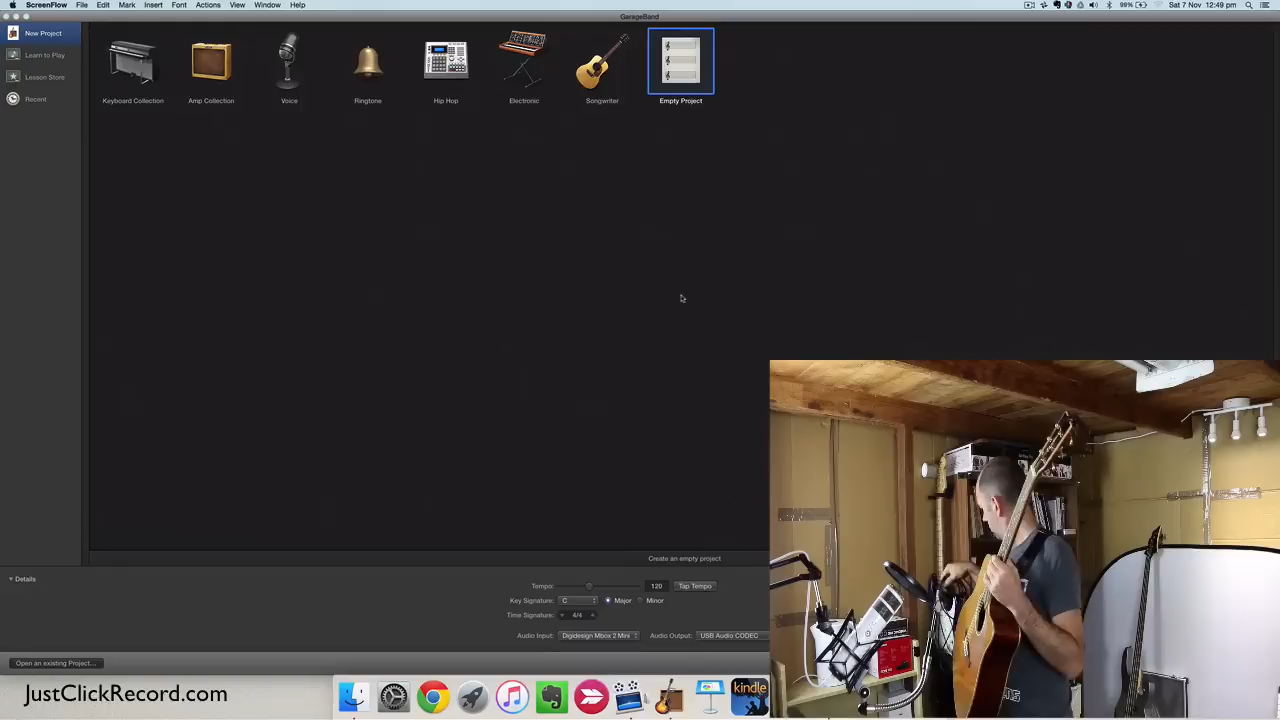 ScreenFlow File Edit Mark Insert Font Actions View Window Help
99% Sat 7 Nov 12:49 pm
GarageBand
New Project
Learn to Play
Lesson Store
Recent
Keyboard Collection Amp Collection Voice Ringtone Hip Hop Electronic Songwriter Empty Project
Create an empty project
Details
Tempo: 120 Tap Tempo
Key Signature: C Major Minor
Time Signature: 4/4
Audio Input: Digidesign Mbox 2 Mini Audio Output: USB Audio CODEC
Open an existing Project...
JustClickRecord.com
kindle